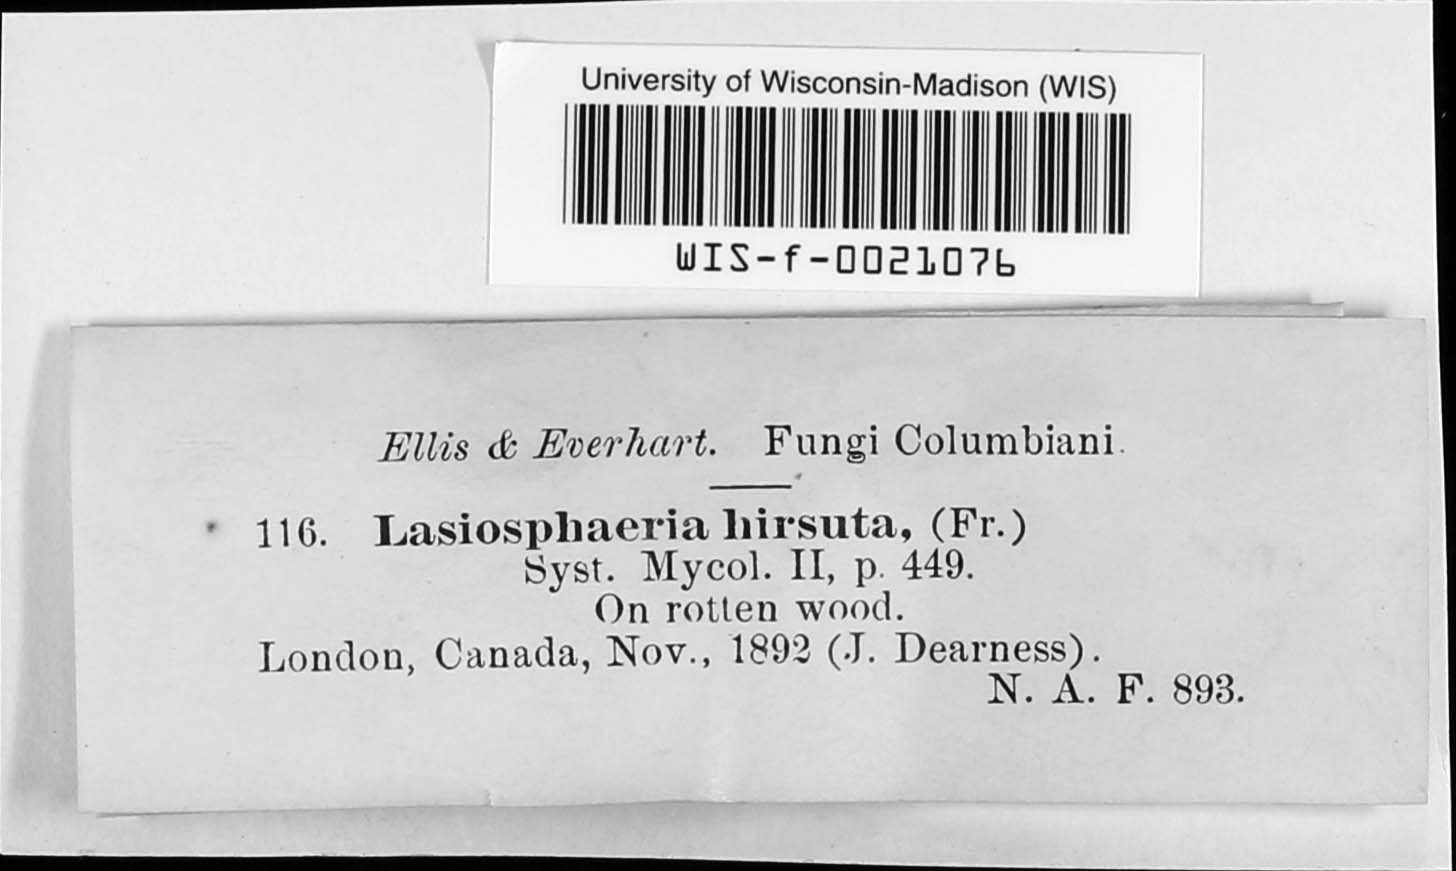 University of Wisconsin-Madison (WIS)
WIS-f-0021076
Ellis & Everhart. Fungi Columbiani.
116. Lasiosphaeria hirsuta, (Fr.)
Syst. Mycol. II, p. 449.
On rotten wood.
London, Canada, Nov., 1892 (J. Dearness).
N. A. F. 893.